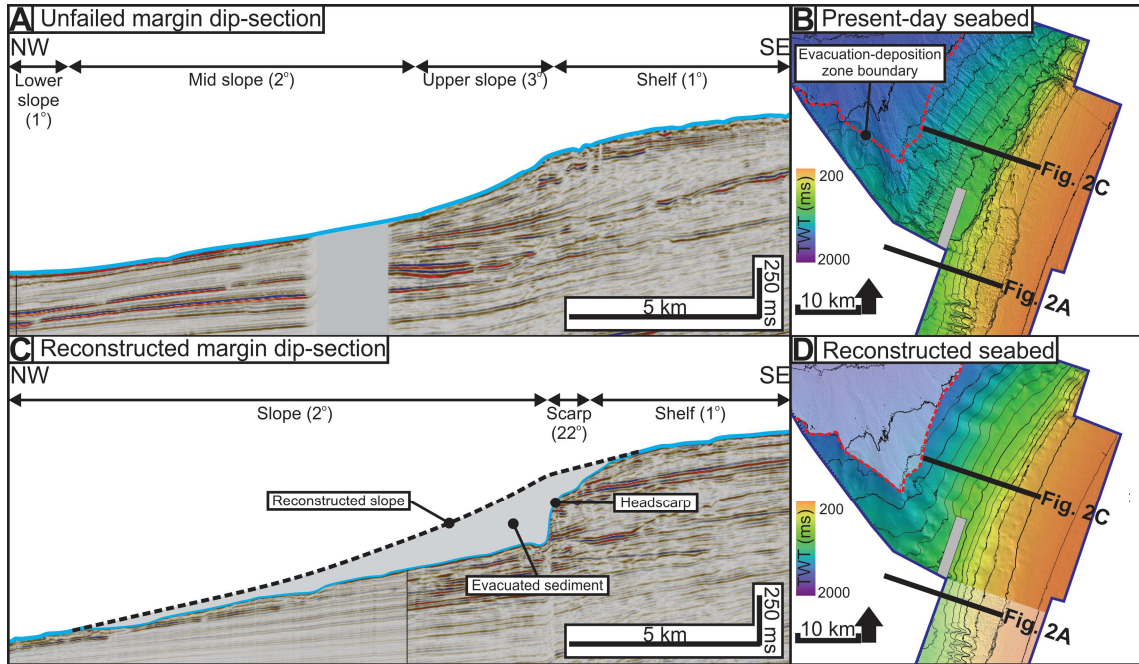 A Unfailed margin dip-section
NW
SE
Lower
slope
(1°)
Mid slope (2°)
Upper slope (3°)
Shelf (1°)
5 km
250 ms
B Present-day seabed
Evacuation-deposition
zone boundary
200
TWT (ms)
2000
10 km
Fig. 2C
Fig. 2A
C Reconstructed margin dip-section
NW
SE
Slope (2°)
Scarp
(22°)
Shelf (1°)
Reconstructed slope
Headscarp
Evacuated sediment
5 km
250 ms
D Reconstructed seabed
200
TWT (ms)
2000
10 km
Fig. 2C
Fig. 2A